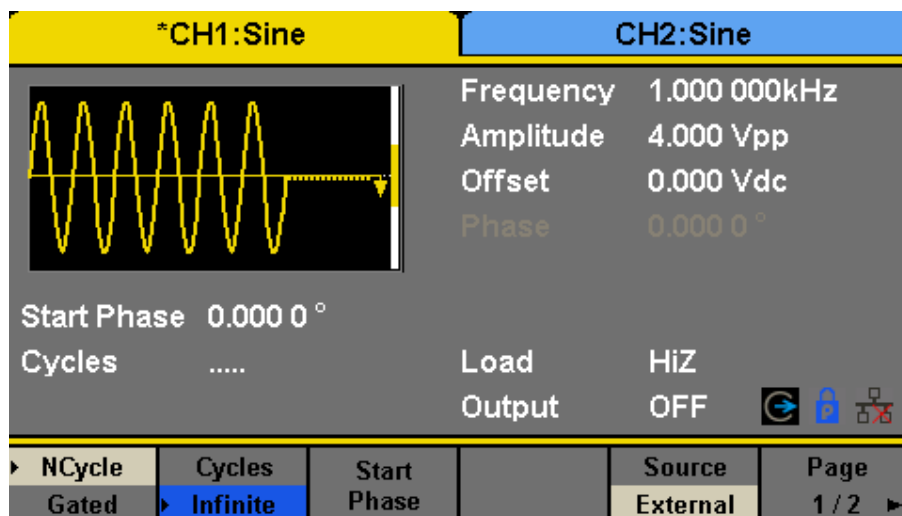 *CH1:Sine
CH2:Sine
Frequency 1.000 000kHz
Amplitude 4.000 Vpp
Offset 0.000 Vdc
Phase 0.000 0 °
Start Phase 0.000 0 °
Cycles .....
Load HiZ
Output OFF
P
NCycle
Gated
Cycles
Infinite
Start
Phase
Source
External
Page
1 / 2